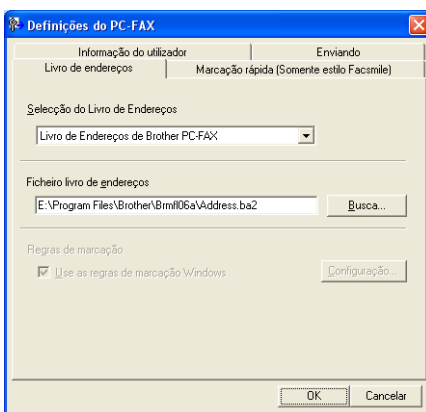 Definições do PC-FAX
Informação do utilizador
Enviando
Livro de endereços
Marcação rápida (Somente estilo Facsmile)
Selecção do Livro de Endereços
Livro de Endereços de Brother PC-FAX
Ficheiro livro de endereços
E:\Program Files\Brother\Brmfl06a\Address.ba2
Busca...
Regras de marcação
Use as regras de marcação Windows
Configuração...
OK
Cancelar